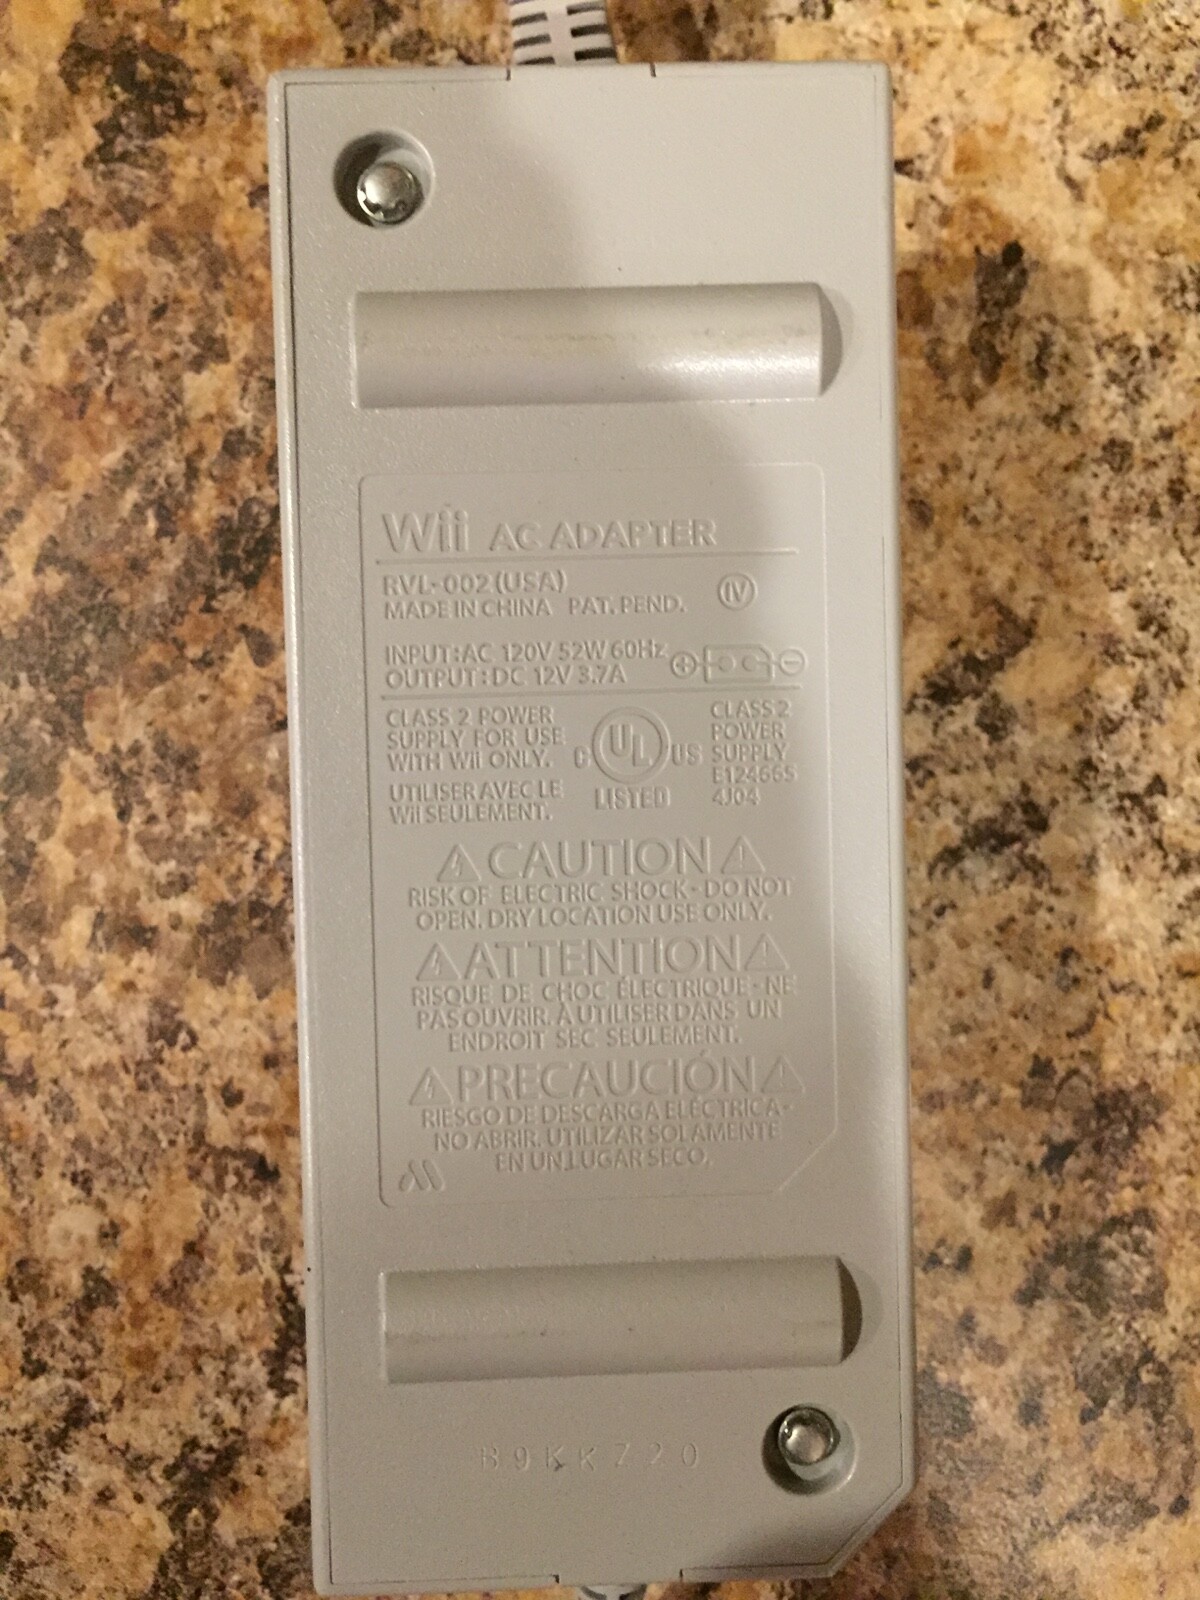 Wii AC ADAPTER
RVL-002 (USA)
MADE IN CHINA PAT. PEND.
IV
INPUT:AC 120V 52W 60Hz
OUTPUT:DC 12V 3.7A
CLASS 2 POWER
SUPPLY FOR USE
WITH Wii ONLY.
UTILISER AVEC LE
Wii SEULEMENT.
C UL US
LISTED
CLASS 2
POWER
SUPPLY
E124665
4J04
CAUTION
RISK OF ELECTRIC SHOCK - DO NOT
OPEN. DRY LOCATION USE ONLY.
ATTENTION
RISQUE DE CHOC ÉLECTRIQUE - NE
PAS OUVRIR. À UTILISER DANS UN
ENDROIT SEC SEULEMENT.
PRECAUCIÓN
RIESGO DE DESCARGA ELÉCTRICA -
NO ABRIR. UTILIZAR SOLAMENTE
EN UN LUGAR SECO.
B9KKZ20